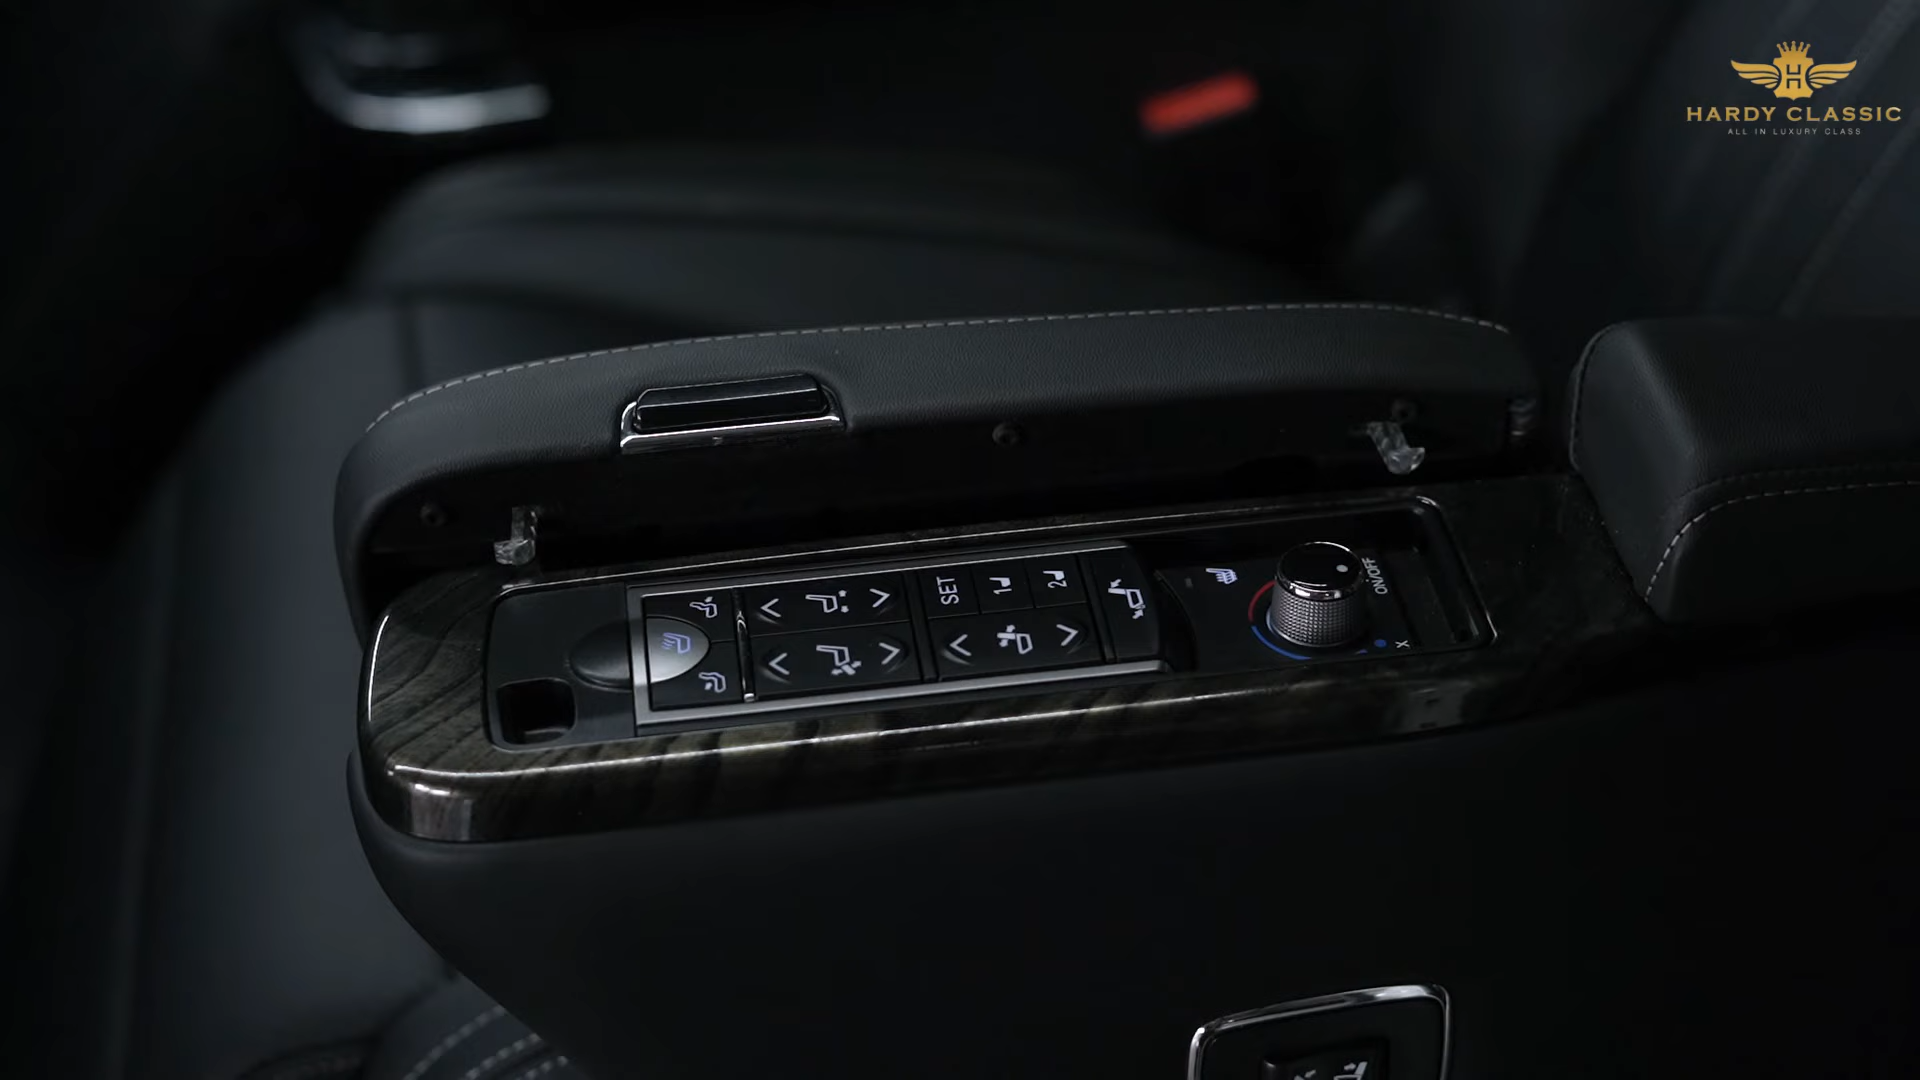 H
HARDY CLASSIC
ALL IN LUXURY CLASS
SET
1
2
ON/OFF